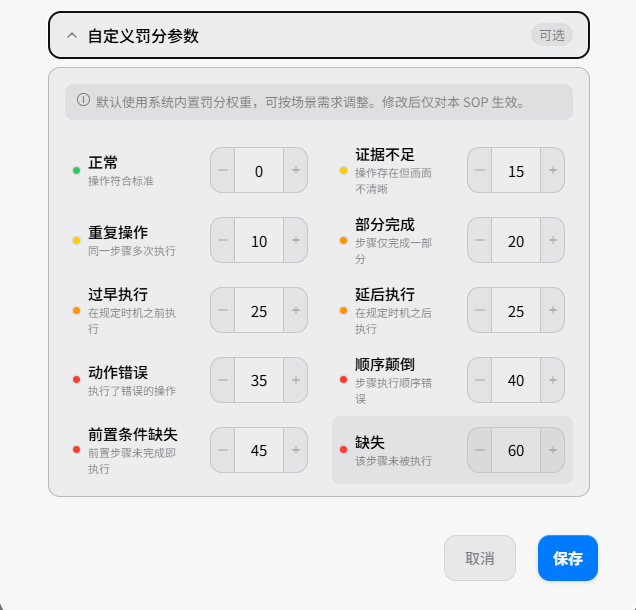 自定义罚分参数
可选
默认使用系统内置罚分权重，可按场景需求调整。修改后仅对本 SOP 生效。
正常
操作符合标准
0
证据不足
操作存在但画面
不清晰
15
重复操作
同一步骤多次执行
10
部分完成
步骤仅完成一部
分
20
过早执行
在规定时机之前执
行
25
延后执行
在规定时机之后
执行
25
动作错误
执行了错误的操作
35
顺序颠倒
步骤执行顺序错
误
40
前置条件缺失
前置步骤未完成即
执行
45
缺失
该步骤未被执行
60
取消
保存